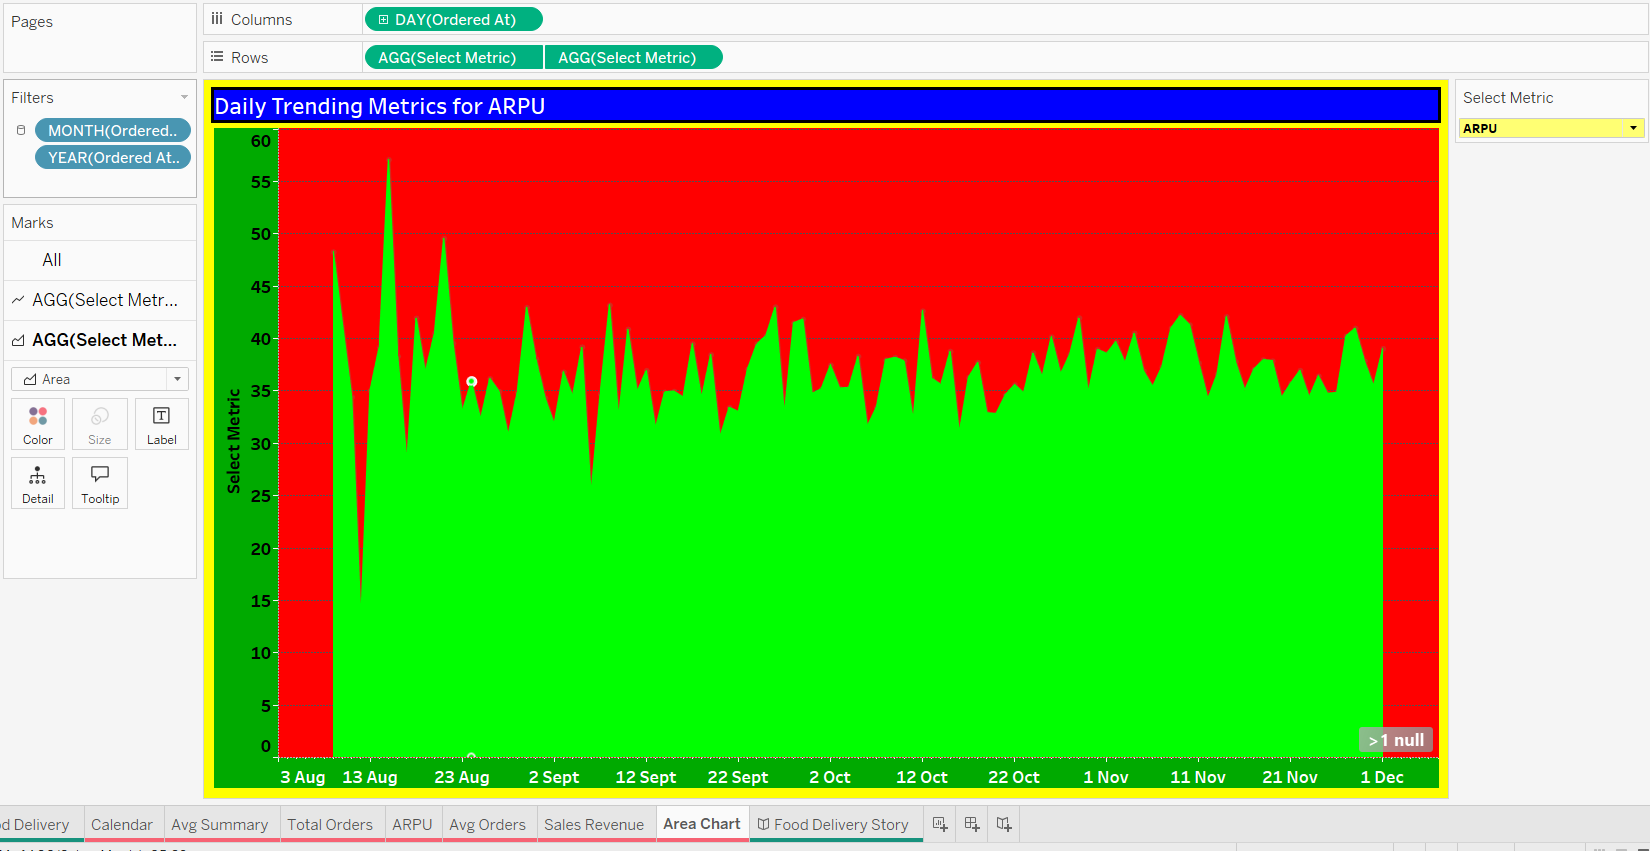 Pages
Columns
DAY(Ordered At)
Rows
AGG(Select Metric)
AGG(Select Metric)
Filters
MONTH(Ordered..
YEAR(Ordered At..
Marks
All
AGG(Select Metr...
AGG(Select Met...
Area
Color
Size
Label
Detail
Tooltip
Daily Trending Metrics for ARPU
Select Metric
60
55
50
45
40
35
30
25
20
15
10
5
0
3 Aug
13 Aug
23 Aug
2 Sept
12 Sept
22 Sept
2 Oct
12 Oct
22 Oct
1 Nov
11 Nov
21 Nov
1 Dec
>1 null
Select Metric
ARPU
d Delivery
Calendar
Avg Summary
Total Orders
ARPU
Avg Orders
Sales Revenue
Area Chart
Food Delivery Story